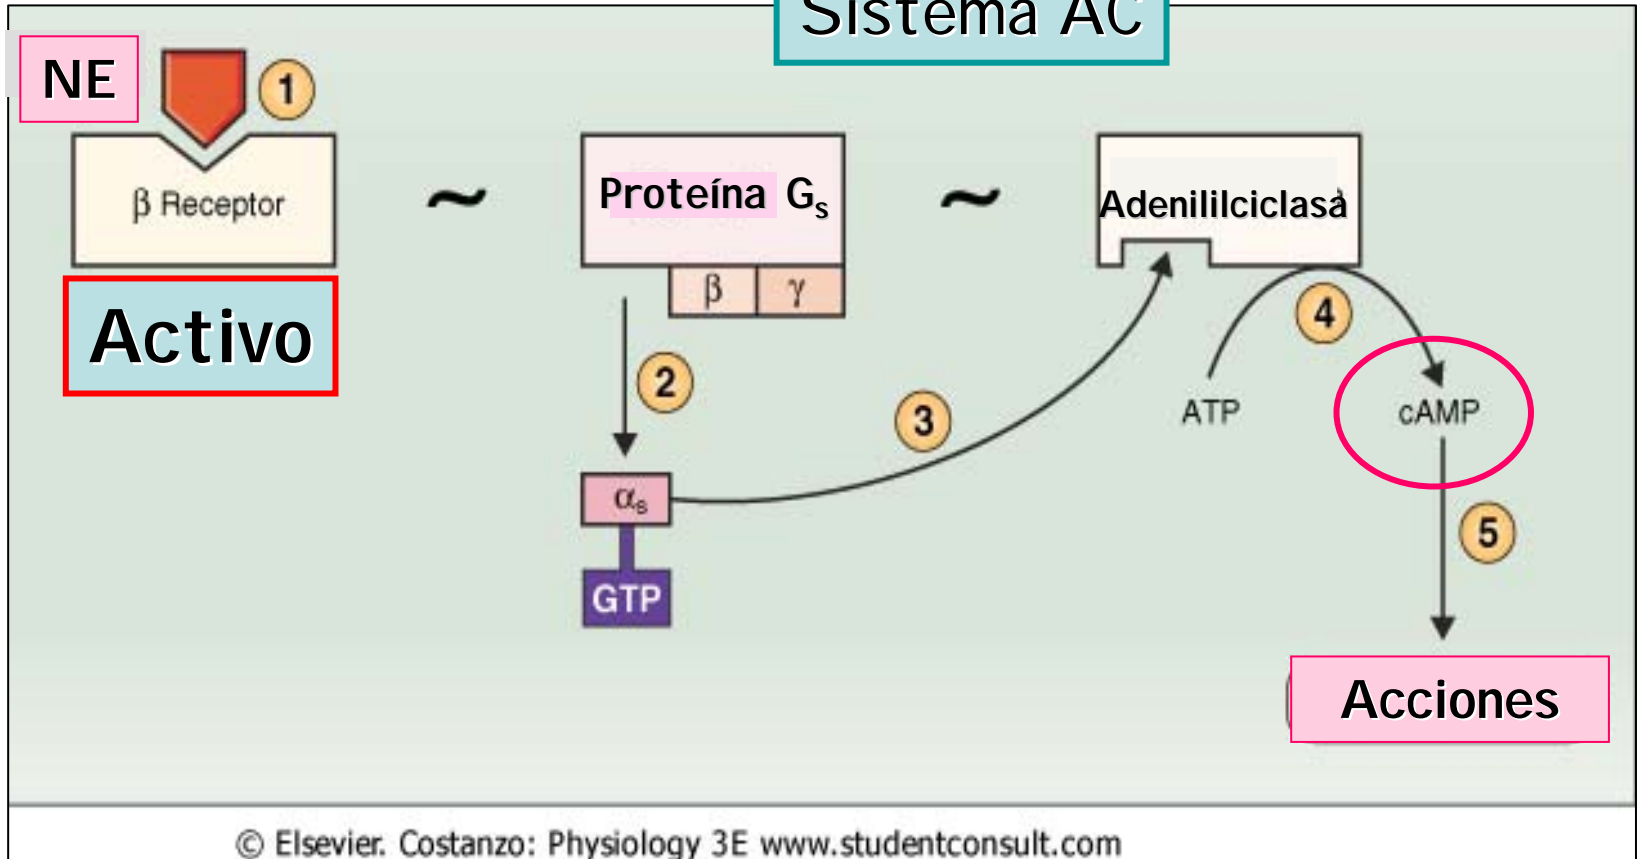 Sistema AC
NE
1
β Receptor
~
Proteína Gs
~
Adenililciclasa
β γ
Activo
2
3
4
ATP
cAMP
αs
GTP
5
Acciones
© Elsevier. Costanzo: Physiology 3E www.studentconsult.com